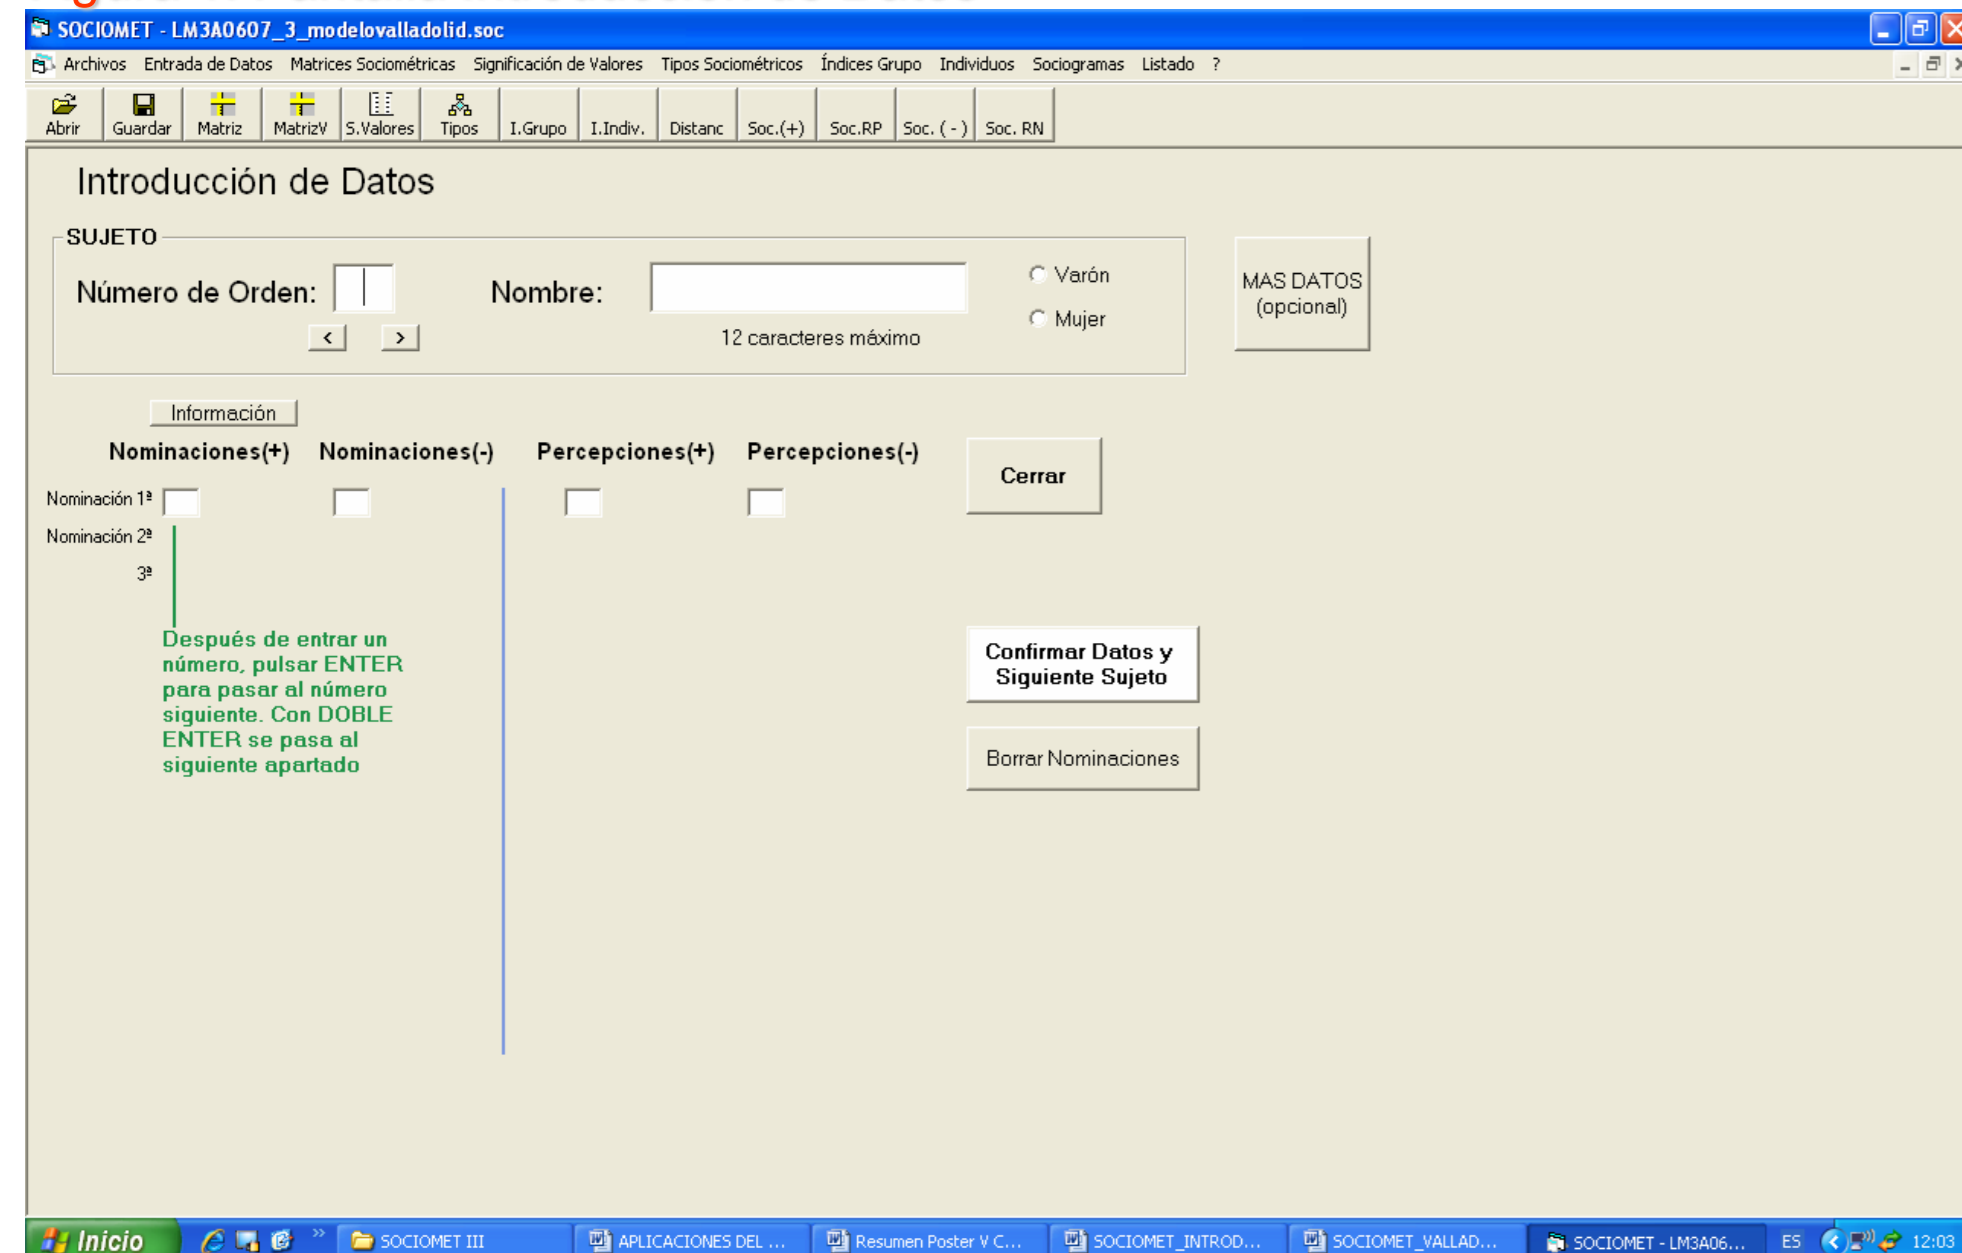 SOCIOMET - LM3A0607_3_modelovalladolid.soc
Archivos Entrada de Datos Matrices Sociométricas Significación de Valores Tipos Sociométricos Índices Grupo Individuos Sociogramas Listado ?
Abrir Guardar Matriz MatrizV S.Valores Tipos I.Grupo I.Indiv. Distanc Soc.(+) Soc.RP Soc. ( - ) Soc. RN
Introducción de Datos
SUJETO
Número de Orden: Nombre:
Varón
Mujer
< >
12 caracteres máximo
MAS DATOS
(opcional)
Información
Nominaciones(+) Nominaciones(-) Percepciones(+) Percepciones(-)
Cerrar
Nominación 1ª
Nominación 2ª
3ª
Después de entrar un
número, pulsar ENTER
para pasar al número
siguiente. Con DOBLE
ENTER se pasa al
siguiente apartado
Confirmar Datos y
Siguiente Sujeto
Borrar Nominaciones
Inicio » SOCIOMET III APLICACIONES DEL ... Resumen Poster V C... SOCIOMET_INTROD... SOCIOMET_VALLAD... SOCIOMET - LM3A06... ES 12:03